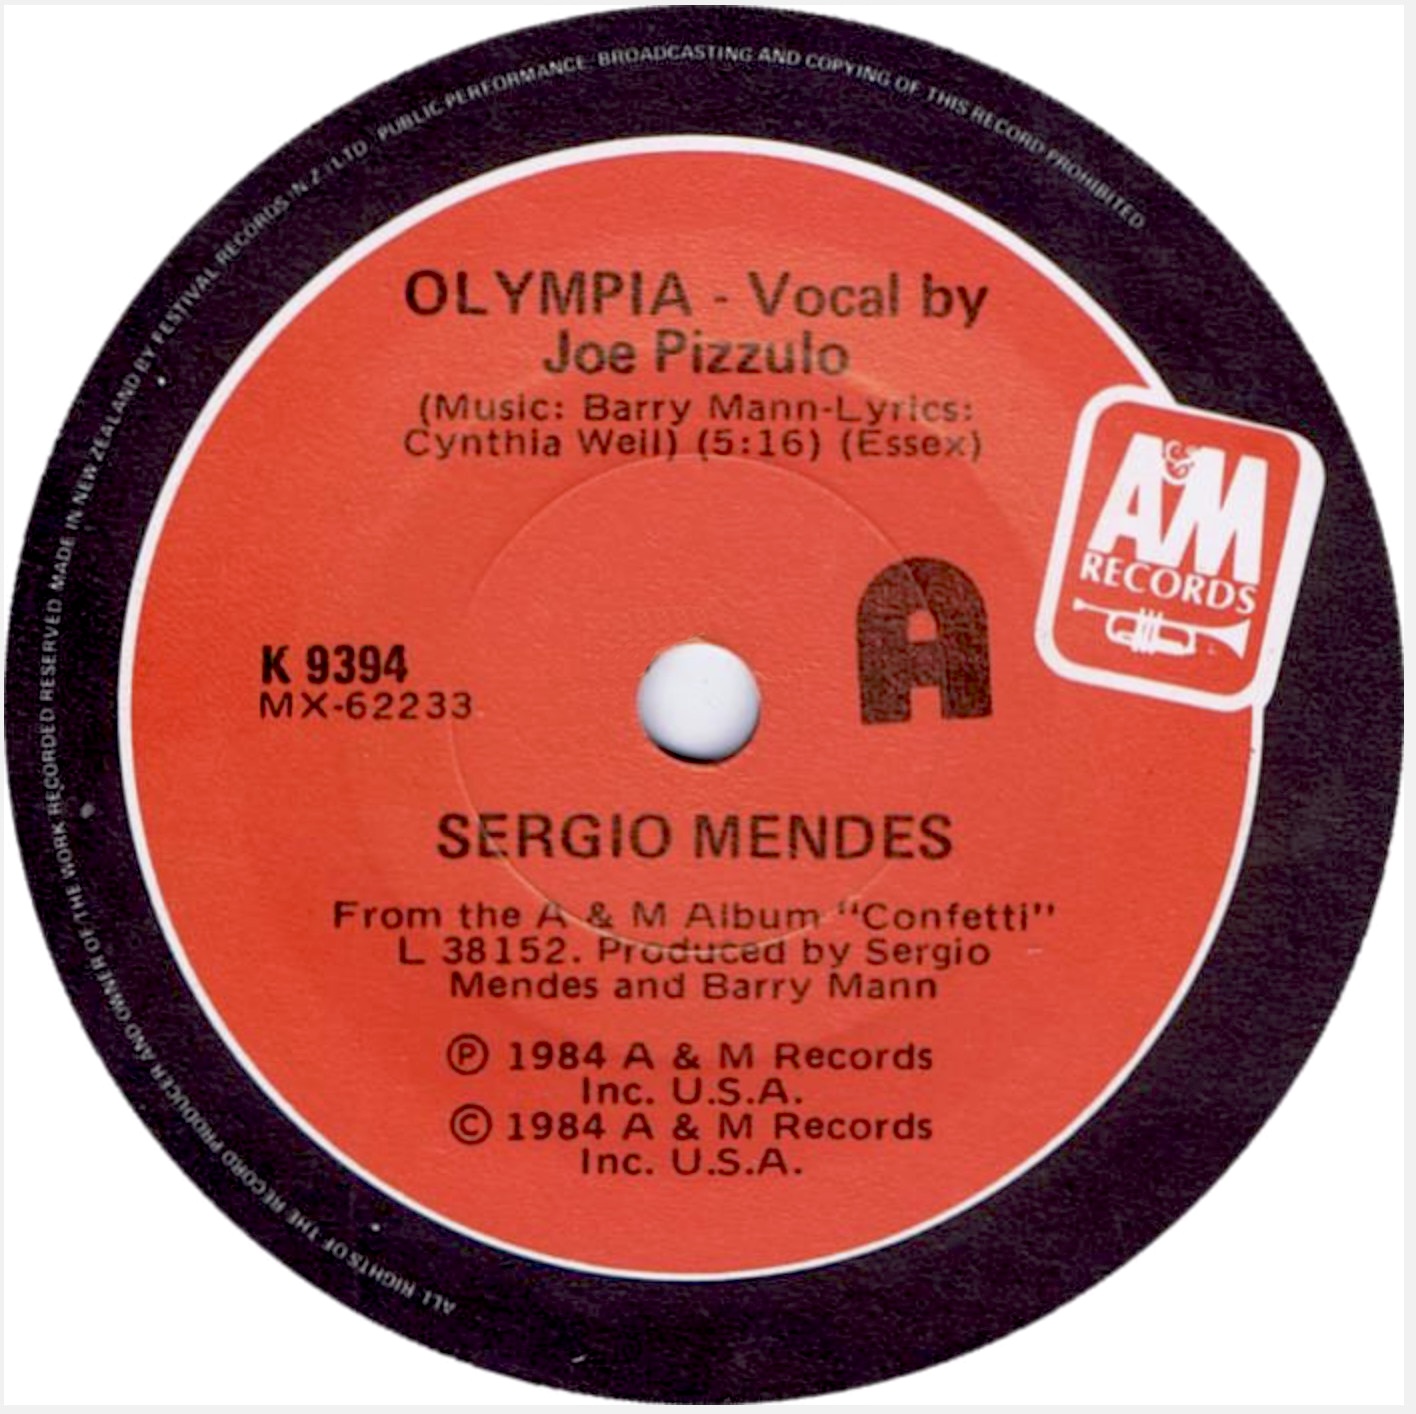 ALL RIGHTS OF THE RECORD PRODUCER AND OWNER OF THE WORK RECORDED RESERVED MADE IN NEW ZEALAND BY FESTIVAL RECORDS N.Z. LTD PUBLIC PERFORMANCE BROADCASTING AND COPYING OF THIS RECORD PROHIBITED
OLYMPIA - Vocal by
Joe Pizzulo
(Music: Barry Mann-Lyrics:
Cynthia Weil) (5:16) (Essex)
A&M
RECORDS
A
K 9394
MX-62233
SERGIO MENDES
From the A & M Album "Confetti"
L 38152. Produced by Sergio
Mendes and Barry Mann
Ⓟ 1984 A & M Records
Inc. U.S.A.
© 1984 A & M Records
Inc. U.S.A.